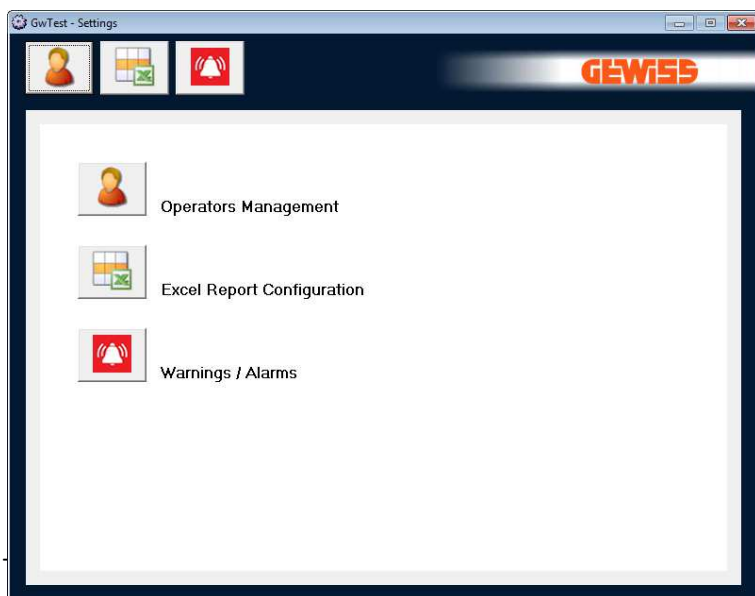 GwTest - Settings
GEWISS
Operators Management
Excel Report Configuration
Warnings / Alarms